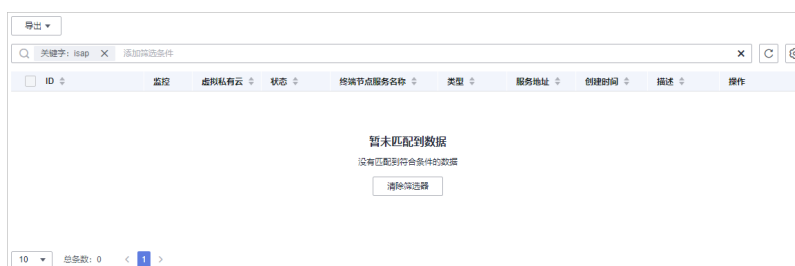 导出
关键字: isap 添加筛选条件
ID 监控 虚拟私有云 状态 终端节点服务名称 类型 服务地址 创建时间 描述 操作
暂未匹配到数据
没有匹配到符合条件的数据
清除筛选器
10 总条数: 0 < 1 >